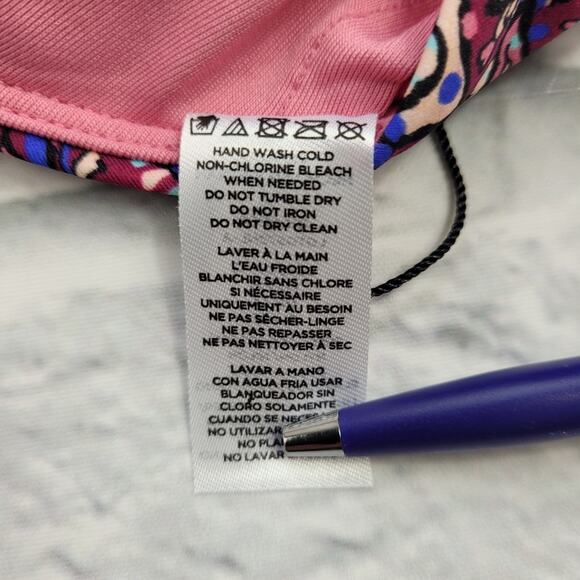 HAND WASH COLD
NON-CHLORINE BLEACH
WHEN NEEDED
DO NOT TUMBLE DRY
DO NOT IRON
DO NOT DRY CLEAN
LAVER À LA MAIN
L'EAU FROIDE
BLANCHIR SANS CHLORE
SI NÉCESSAIRE
UNIQUEMENT AU BESOIN
NE PAS SÉCHER-LINGE
NE PAS REPASSER
NE PAS NETTOYER À SEC
LAVAR A MANO
CON AGUA FRIA USAR
BLANQUEADOR SIN
CLORO SOLAMENTE
CUANDO SE
NO UTILIZAR
NO
NO LAVAR